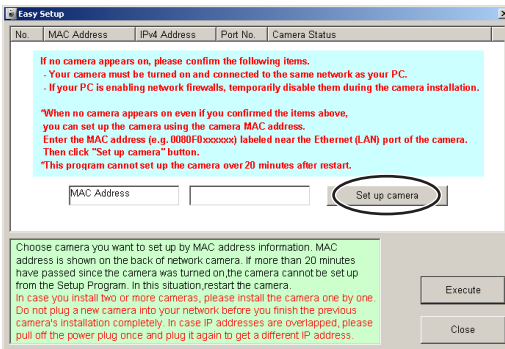 Easy Setup
No. MAC Address IPv4 Address Port No. Camera Status
If no camera appears on, please confirm the following items.
- Your camera must be turned on and connected to the same network as your PC.
- If your PC is enabling network firewalls, temporarily disable them during the camera installation.
*When no camera appears on even if you confirmed the items above,
you can set up the camera using the camera MAC address.
Enter the MAC address (e.g. 0080F0xxxxxx) labeled near the Ethernet (LAN) port of the camera.
Then click "Set up camera" button.
*This program cannot set up the camera over 20 minutes after restart.
MAC Address Set up camera
Choose camera you want to set up by MAC address information. MAC
address is shown on the back of network camera. If more than 20 minutes
have passed since the camera was turned on,the camera cannot be set up
from the Setup Program. In this situation,restart the camera.
In case you install two or more cameras, please install the camera one by one.
Do not plug a new camera into your network before you finish the previous
camera's installation completely. In case IP addresses are overlapped, please
pull off the power plug once and plug it again to get a different IP address.
Execute
Close